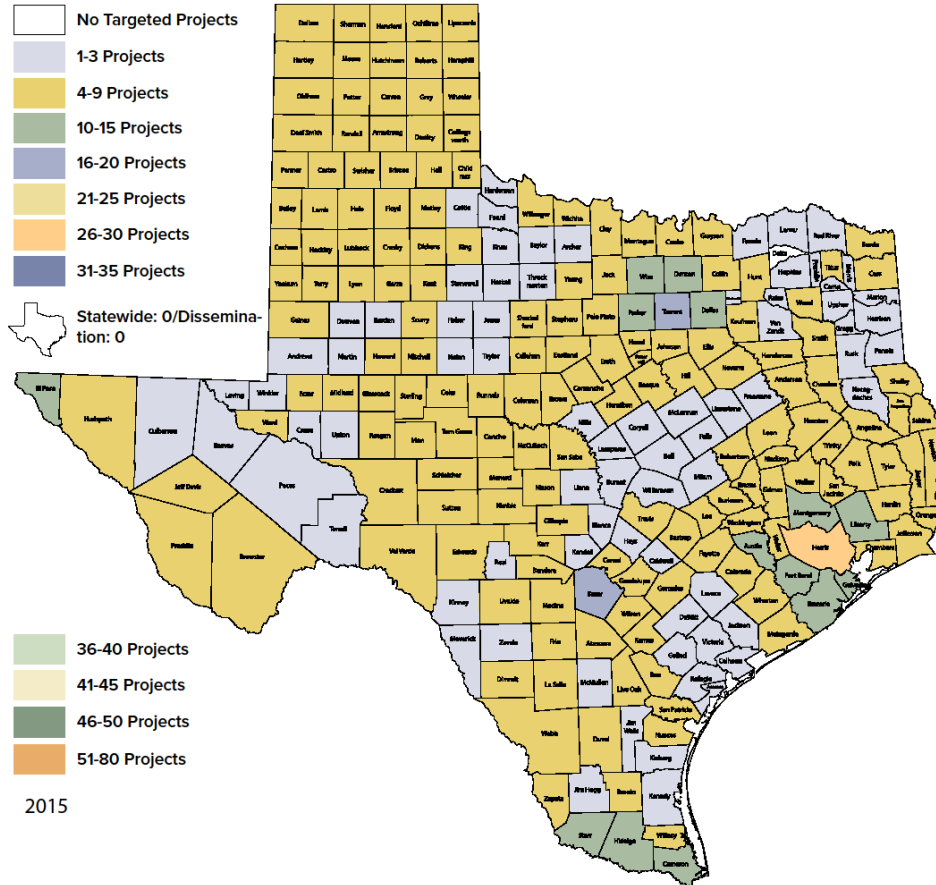 No Targeted Projects
1-3 Projects
4-9 Projects
10-15 Projects
16-20 Projects
21-25 Projects
26-30 Projects
31-35 Projects
Statewide: 0/Dissemina-
tion: 0
36-40 Projects
41-45 Projects
46-50 Projects
51-80 Projects
2015
Dallam Sherman Hansford Ochiltree Lipscomb
Hartley Moore Hutchinson Roberts Hemphill
Oldham Potter Carson Gray Wheeler
Deaf Smith Randall Armstrong Donley Collings
worth
Parmer Castro Swisher Briscoe Hall Child
ress
Hardeman
Bailey Lamb Hale Floyd Motley Cottle Foard Wilbarger Wichita
Clay Montague Cooke Grayson Fannin Lamar Red River Bowie
Cochran Hockley Lubbock Crosby Dickens King Knox Baylor Archer
Delta Hopkins Titus Morris Cass
Yoakum Terry Lynn Garza Kent Stonewall Haskell Throck
morton Young Jack Wise Denton Collin Hunt
Rains Wood Camp Upshur Marion Harrison Gregg
Gaines Dawson Borden Scurry Fisher Jones Shackel
ford Stephens Palo Pinto Parker Tarrant Dallas Kaufman Van
Zandt Smith
Andrews Martin Howard Mitchell Nolan Taylor Callahan Eastland Erath Hood Johnson Ellis Henderson Rusk Panola
El Paso Hudspeth Culberson Reeves Loving Winkler Ector Midland Glasscock Sterling Coke Runnels Coleman Brown Comanche Hamilton Bosque Hill Navarro Anderson Cherokee Nacog-
doches Shelby
Ward Crane Upton Reagan Irion Tom Green Concho McCulloch San Saba Mills Lampasas Coryell McLennan Limestone Freestone Leon Houston Angelina Sabine
Jeff Davis Pecos Crockett Schleicher Menard Mason Llano Burnet Bell Falls Milam Robertson Madison Trinity Polk Tyler Jasper
Presidio Brewster Terrell Sutton Kimble Gillespie Blanco Williamson Travis Burleson Brazos Grimes Walker San
Jacinto Hardin Orange
Val Verde Edwards Kerr Real Bandera Kendall Hays Comal Caldwell Bastrop Lee Washington Montgomery Liberty Jefferson
Kinney Uvalde Medina Bexar Guadalupe Gonzales Fayette Colorado Austin Waller Harris Chambers
Maverick Zavala Frio Atascosa Wilson Karnes DeWitt Lavaca Wharton Fort Bend Brazoria Galveston
Dimmit La Salle McMullen Live Oak Bee Goliad Victoria Jackson Matagorda Calhoun Refugio
Webb Duval Jim
Wells San Patricio Nueces Kleberg
Zapata Jim Hogg Brooks Kenedy
Starr Hidalgo Willacy Cameron